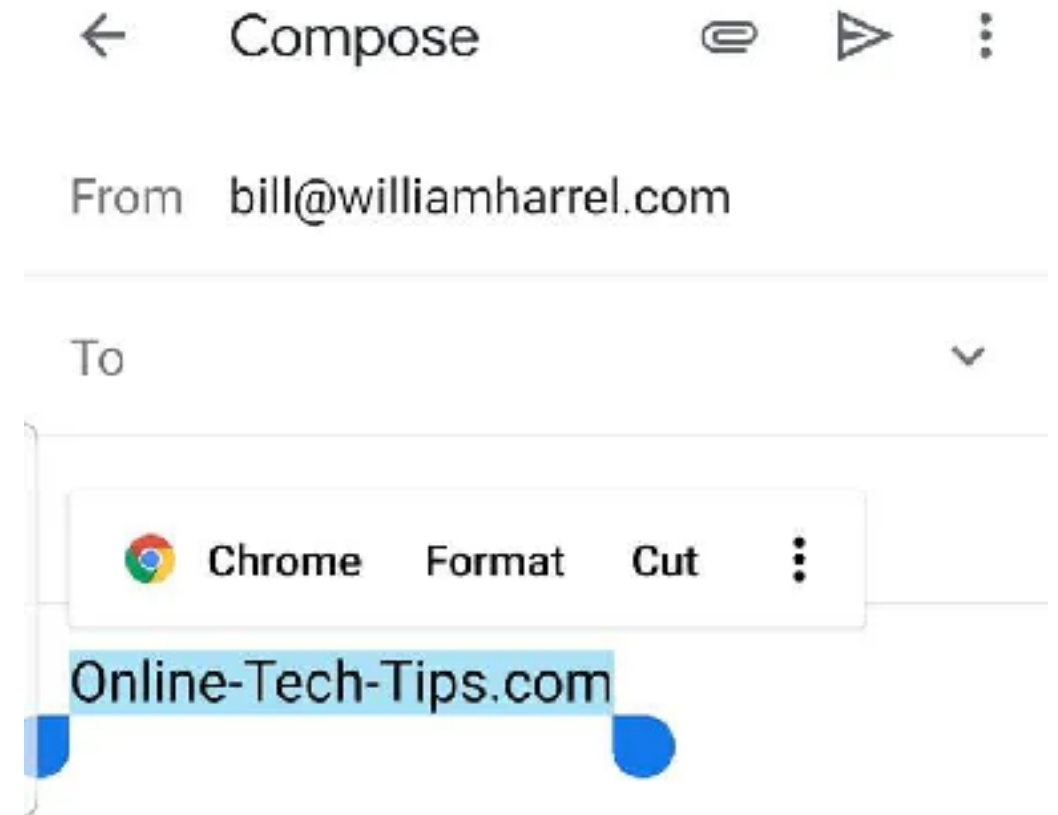 Compose
From bill@williamharrel.com
To
Chrome Format Cut
Online-Tech-Tips.com